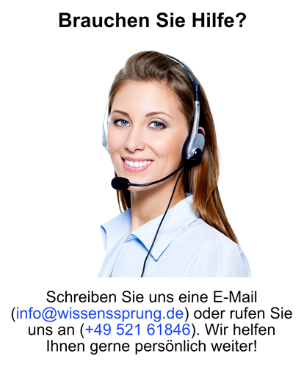 Brauchen Sie Hilfe?
Schreiben Sie uns eine E-Mail
(info@wissenssprung.de) oder rufen Sie
uns an (+49 521 61846). Wir helfen
Ihnen gerne persönlich weiter!